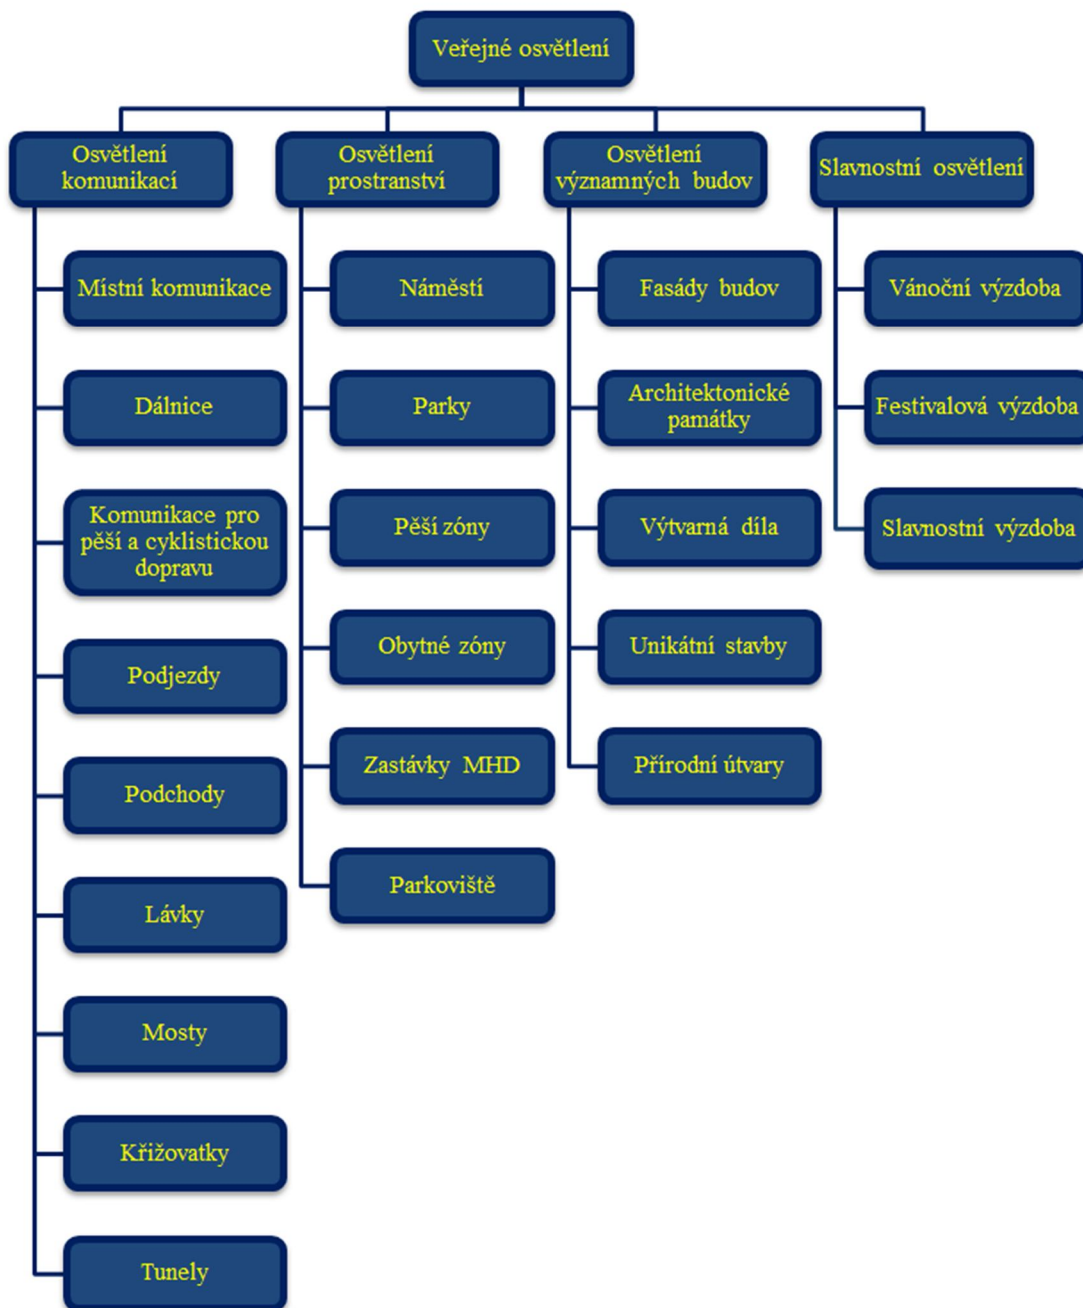 Veřejné osvětlení
Osvětlení
komunikací
Místní komunikace
Dálnice
Komunikace pro
pěší a cyklistickou
dopravu
Podjezdy
Podchody
Lávky
Mosty
Křižovatky
Tunely
Osvětlení
prostranství
Náměstí
Parky
Pěší zóny
Obytné zóny
Zastávky MHD
Parkoviště
Osvětlení
významných budov
Fasády budov
Architektonické
památky
Výtvarná díla
Unikátní stavby
Přírodní útvary
Slavnostní osvětlení
Vánoční výzdoba
Festivalová výzdoba
Slavnostní výzdoba